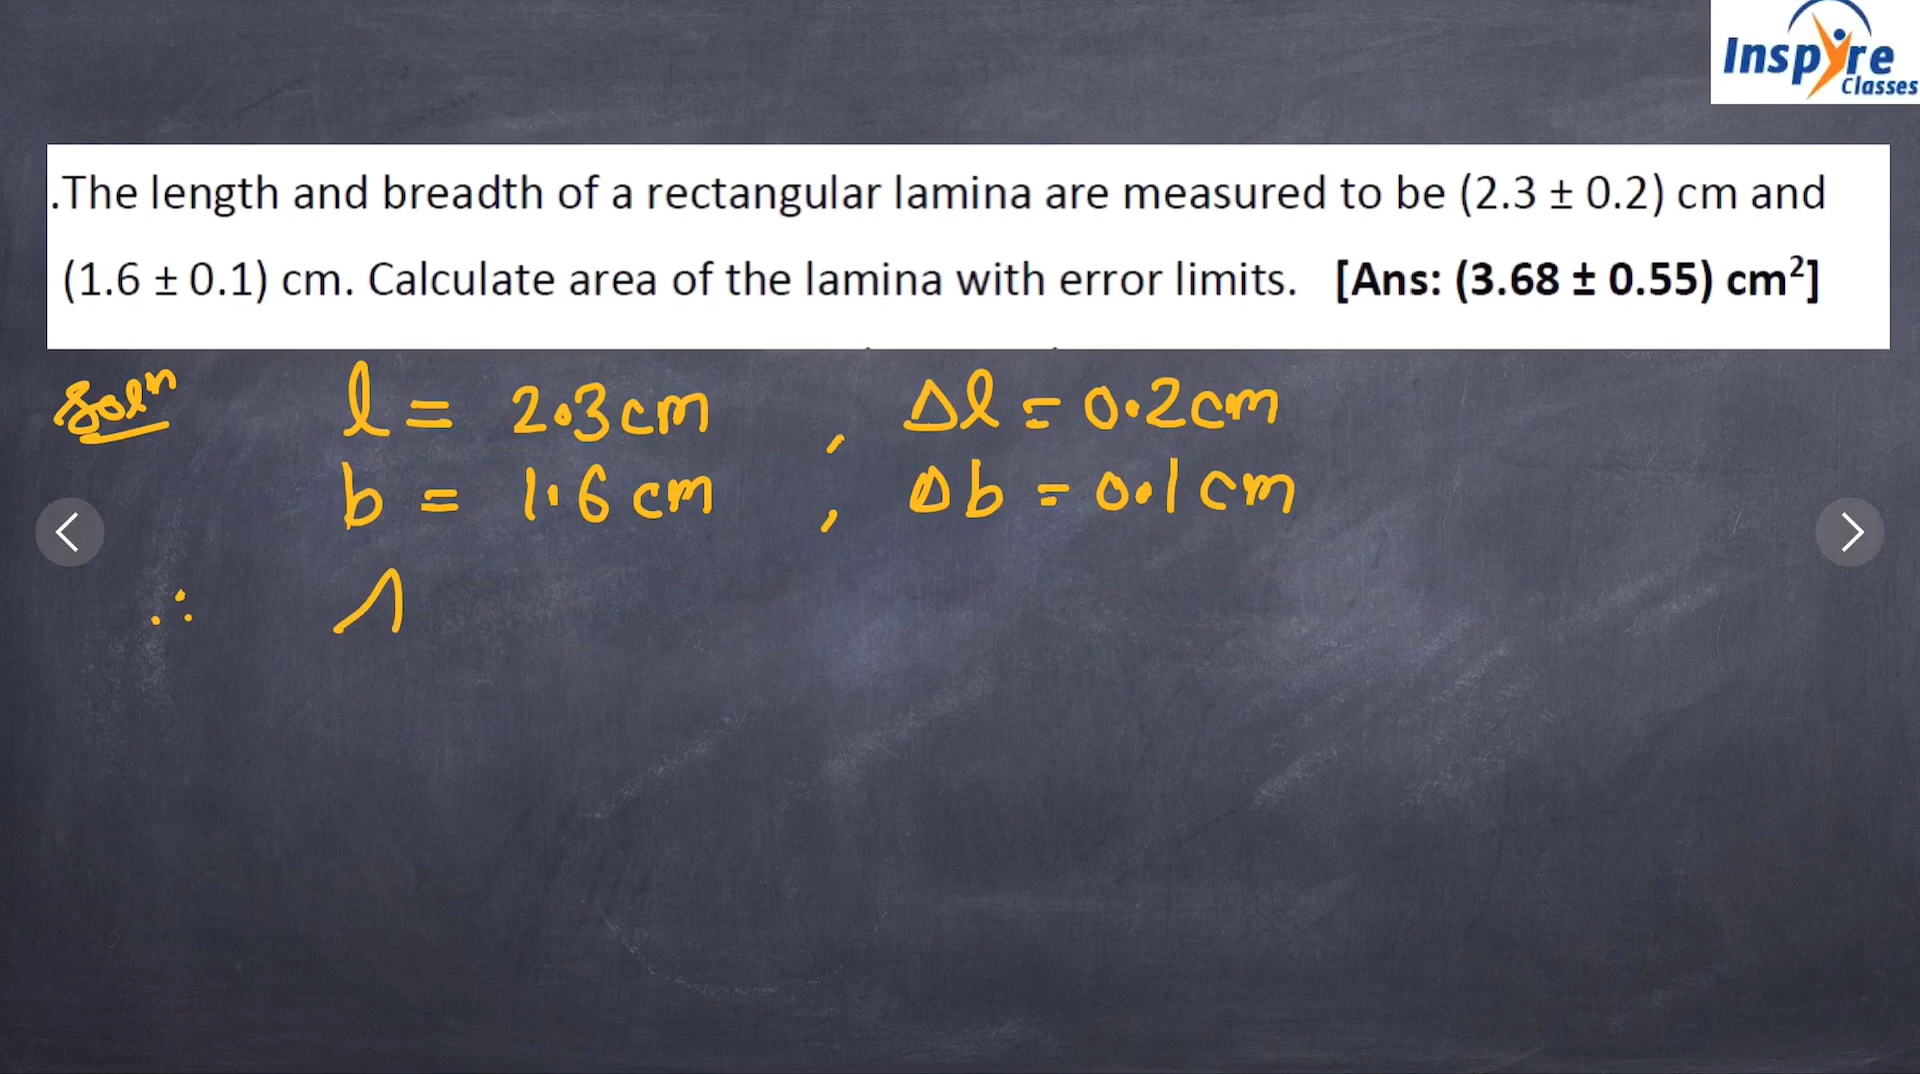 Inspyre
Classes
.The length and breadth of a rectangular lamina are measured to be (2.3 ± 0.2) cm and
(1.6 ± 0.1) cm. Calculate area of the lamina with error limits. [Ans: (3.68 ± 0.55) cm²]
Solⁿ l = 2.3 cm , Δl = 0.2 cm
b = 1.6 cm , Δb = 0.1 cm
∴